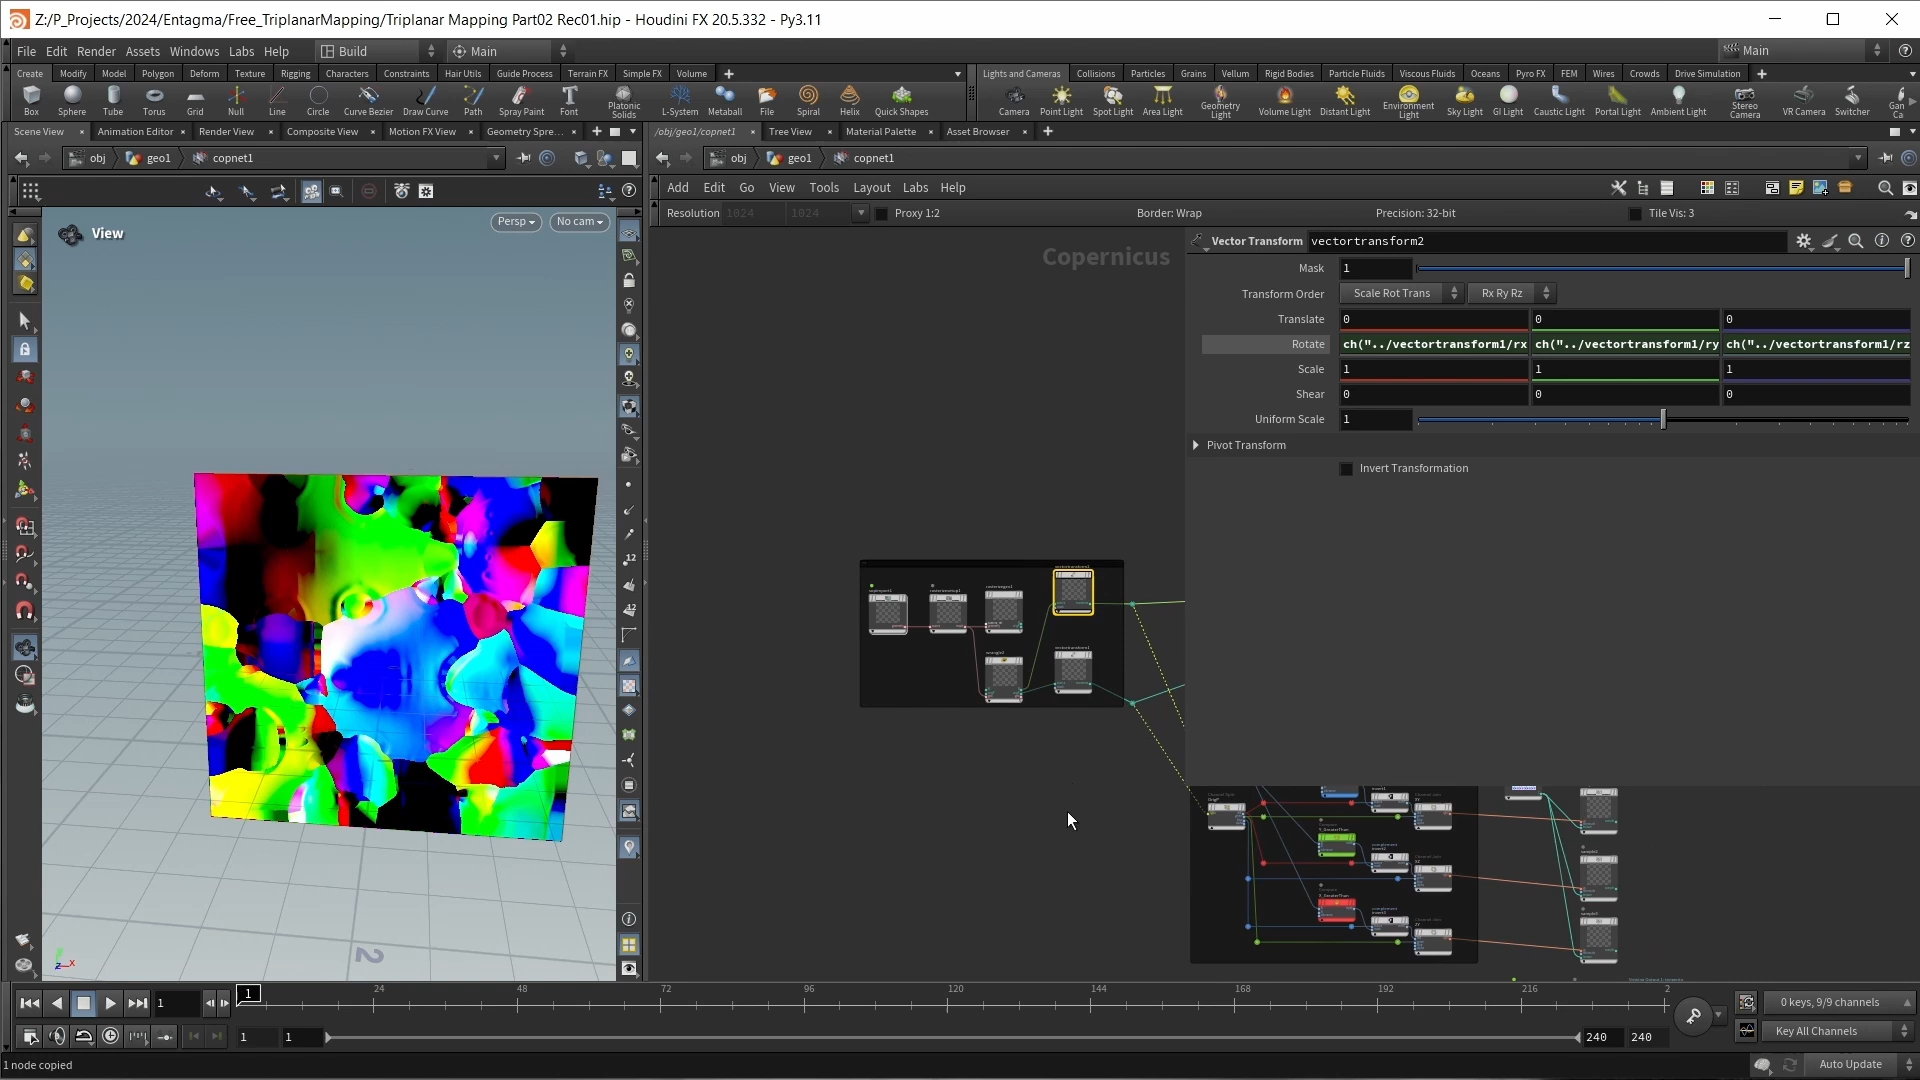 Z:/P_Projects/2024/Entagma/Free_TriplanarMapping/Triplanar Mapping Part02 Rec01.hip - Houdini FX 20.5.332 - Py3.11
File Edit Render Assets Windows Labs Help Build Main Main
Create Modify Model Polygon Deform Texture Rigging Characters Constraints Hair Utils Guide Process Terrain FX Simple FX Volume
Lights and Cameras Collisions Particles Grains Vellum Rigid Bodies Particle Fluids Viscous Fluids Oceans Pyro FX FEM Wires Crowds Drive Simulation
Box Sphere Tube Torus Grid Null Line Circle Curve Bezier Draw Curve Path Spray Paint Font Platonic Solids L-System Metaball File Spiral Helix Quick Shapes
Camera Point Light Spot Light Area Light Geometry Light Volume Light Distant Light Environment Light Sky Light GI Light Caustic Light Portal Light Ambient Light Stereo Camera VR Camera Switcher Gan Ca
Scene View Animation Editor Render View Composite View Motion FX View Geometry Spre...
/obj/geo1/copnet1 Tree View Material Palette Asset Browser
obj geo1 copnet1
obj geo1 copnet1
Add Edit Go View Tools Layout Labs Help
Resolution 1024 1024 Proxy 1:2 Border: Wrap Precision: 32-bit Tile Vis: 3
View Persp No cam
Copernicus
Vector Transform vectortransform2
Mask 1
Transform Order Scale Rot Trans Rx Ry Rz
Translate 0 0 0
Rotate ch("../vectortransform1/rx ch("../vectortransform1/ry ch("../vectortransform1/rz
Scale 1 1 1
Shear 0 0 0
Uniform Scale 1
Pivot Transform
Invert Transformation
12
12
2
z x
1 1 24 48 72 96 120 144 168 192 216 2
0 keys, 9/9 channels
1 1 240 240 Key All Channels
1 node copied Auto Update